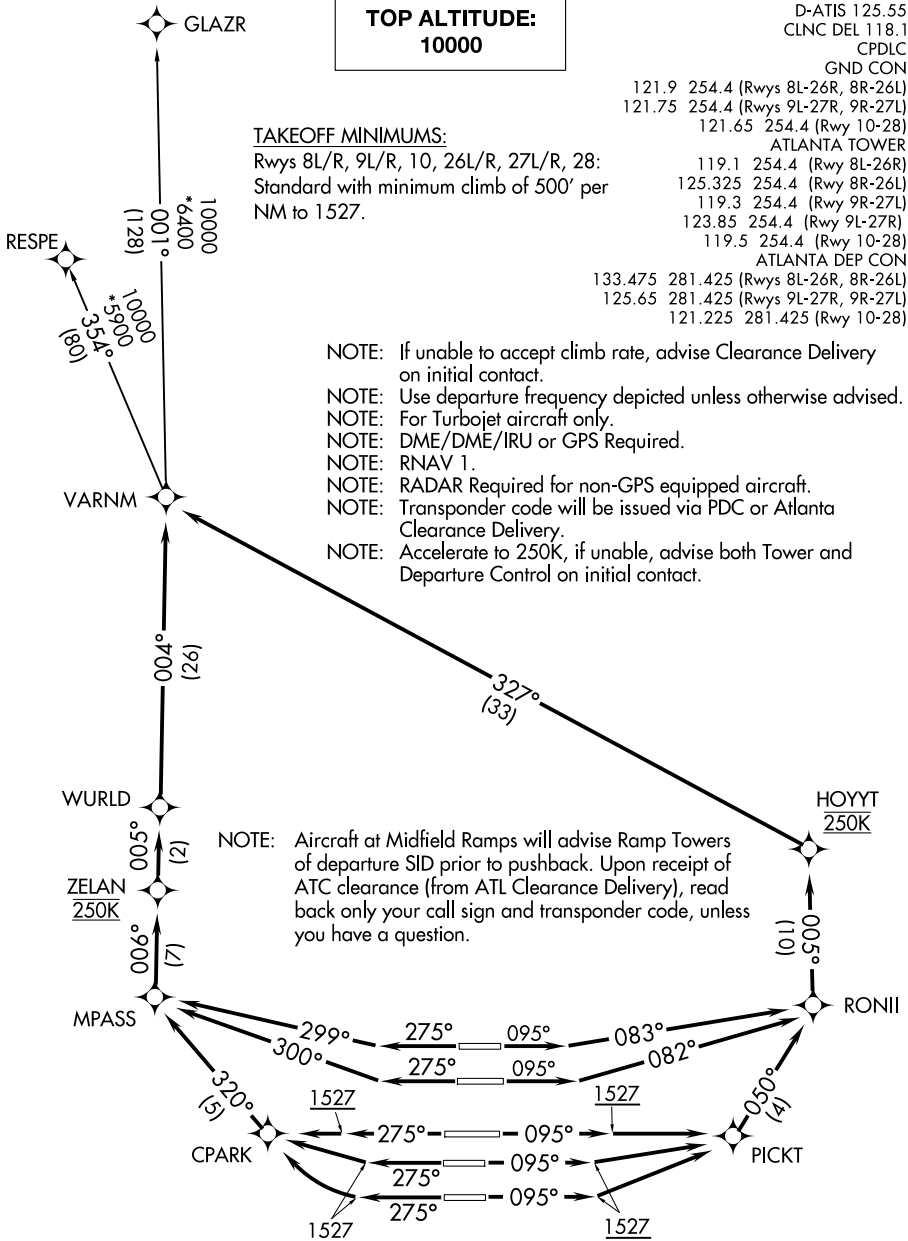 GLAZR
TOP ALTITUDE:
10000
D-ATIS 125.55
CLNC DEL 118.1
CPDLC
GND CON
121.9 254.4 (Rwys 8L-26R, 8R-26L)
121.75 254.4 (Rwys 9L-27R, 9R-27L)
121.65 254.4 (Rwy 10-28)
ATLANTA TOWER
119.1 254.4 (Rwy 8L-26R)
125.325 254.4 (Rwy 8R-26L)
119.3 254.4 (Rwy 9R-27L)
123.85 254.4 (Rwy 9L-27R)
119.5 254.4 (Rwy 10-28)
ATLANTA DEP CON
133.475 281.425 (Rwys 8L-26R, 8R-26L)
125.65 281.425 (Rwys 9L-27R, 9R-27L)
121.225 281.425 (Rwy 10-28)
TAKEOFF MINIMUMS:
Rwys 8L/R, 9L/R, 10, 26L/R, 27L/R, 28:
Standard with minimum climb of 500' per
NM to 1527.
10000
*6400
001°
(128)
RESPE
10000
*5900
354°
(80)
NOTE: If unable to accept climb rate, advise Clearance Delivery
on initial contact.
NOTE: Use departure frequency depicted unless otherwise advised.
NOTE: For Turbojet aircraft only.
NOTE: DME/DME/IRU or GPS Required.
NOTE: RNAV 1.
NOTE: RADAR Required for non-GPS equipped aircraft.
NOTE: Transponder code will be issued via PDC or Atlanta
Clearance Delivery.
NOTE: Accelerate to 250K, if unable, advise both Tower and
Departure Control on initial contact.
VARNM
004°
(26)
327°
(33)
WURLD
HOYYT
250K
005°
(2)
NOTE: Aircraft at Midfield Ramps will advise Ramp Towers
of departure SID prior to pushback. Upon receipt of
ATC clearance (from ATL Clearance Delivery), read
back only your call sign and transponder code, unless
you have a question.
ZELAN
250K
006°
(7)
005°
(10)
MPASS
RONII
299°
275°
095°
083°
300°
275°
095°
082°
320°
(5)
1527
1527
050°
(4)
CPARK
275°
095°
PICKT
275°
095°
275°
095°
1527
1527